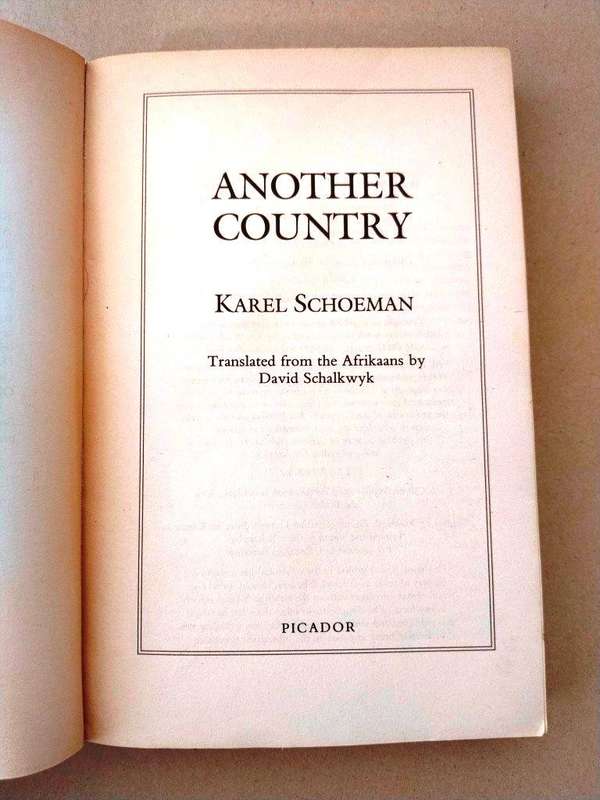 ANOTHER
COUNTRY
KAREL SCHOEMAN
Translated from the Afrikaans by
David Schalkwyk
PICADOR